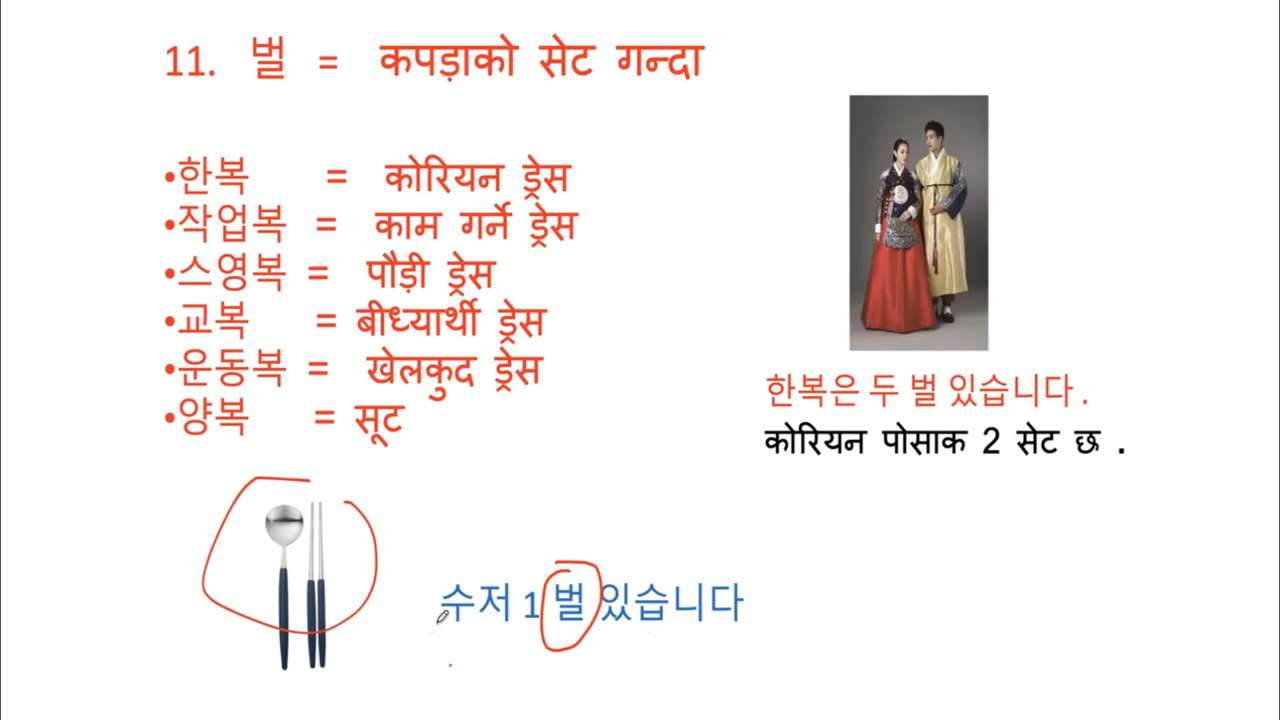 11. 벌 = कपड़ाको सेट गन्दा
•한복 = कोरियन ड्रेस
•작업복 = काम गर्ने ड्रेस
•스영복 = पौड़ी ड्रेस
•교복 = बीध्यार्थी ड्रेस
•운동복 = खेलकुद ड्रेस
•양복 = सूट
한복은 두 벌 있습니다.
कोरियन पोसाक 2 सेट छ .
수저 1 벌 있습니다